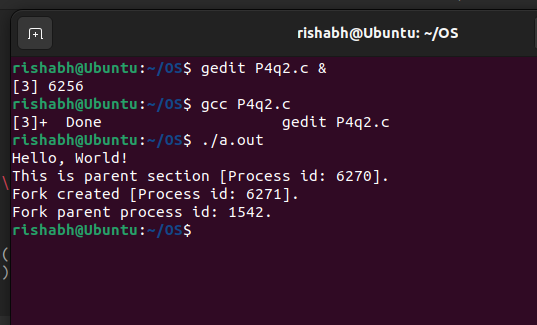 rishabh@Ubuntu: ~/OS
rishabh@Ubuntu:~/OS$ gedit P4q2.c &
[3] 6256
rishabh@Ubuntu:~/OS$ gcc P4q2.c
[3]+  Done                    gedit P4q2.c
rishabh@Ubuntu:~/OS$ ./a.out
Hello, World!
This is parent section [Process id: 6270].
Fork created [Process id: 6271].
Fork parent process id: 1542.
rishabh@Ubuntu:~/OS$
\
(
)